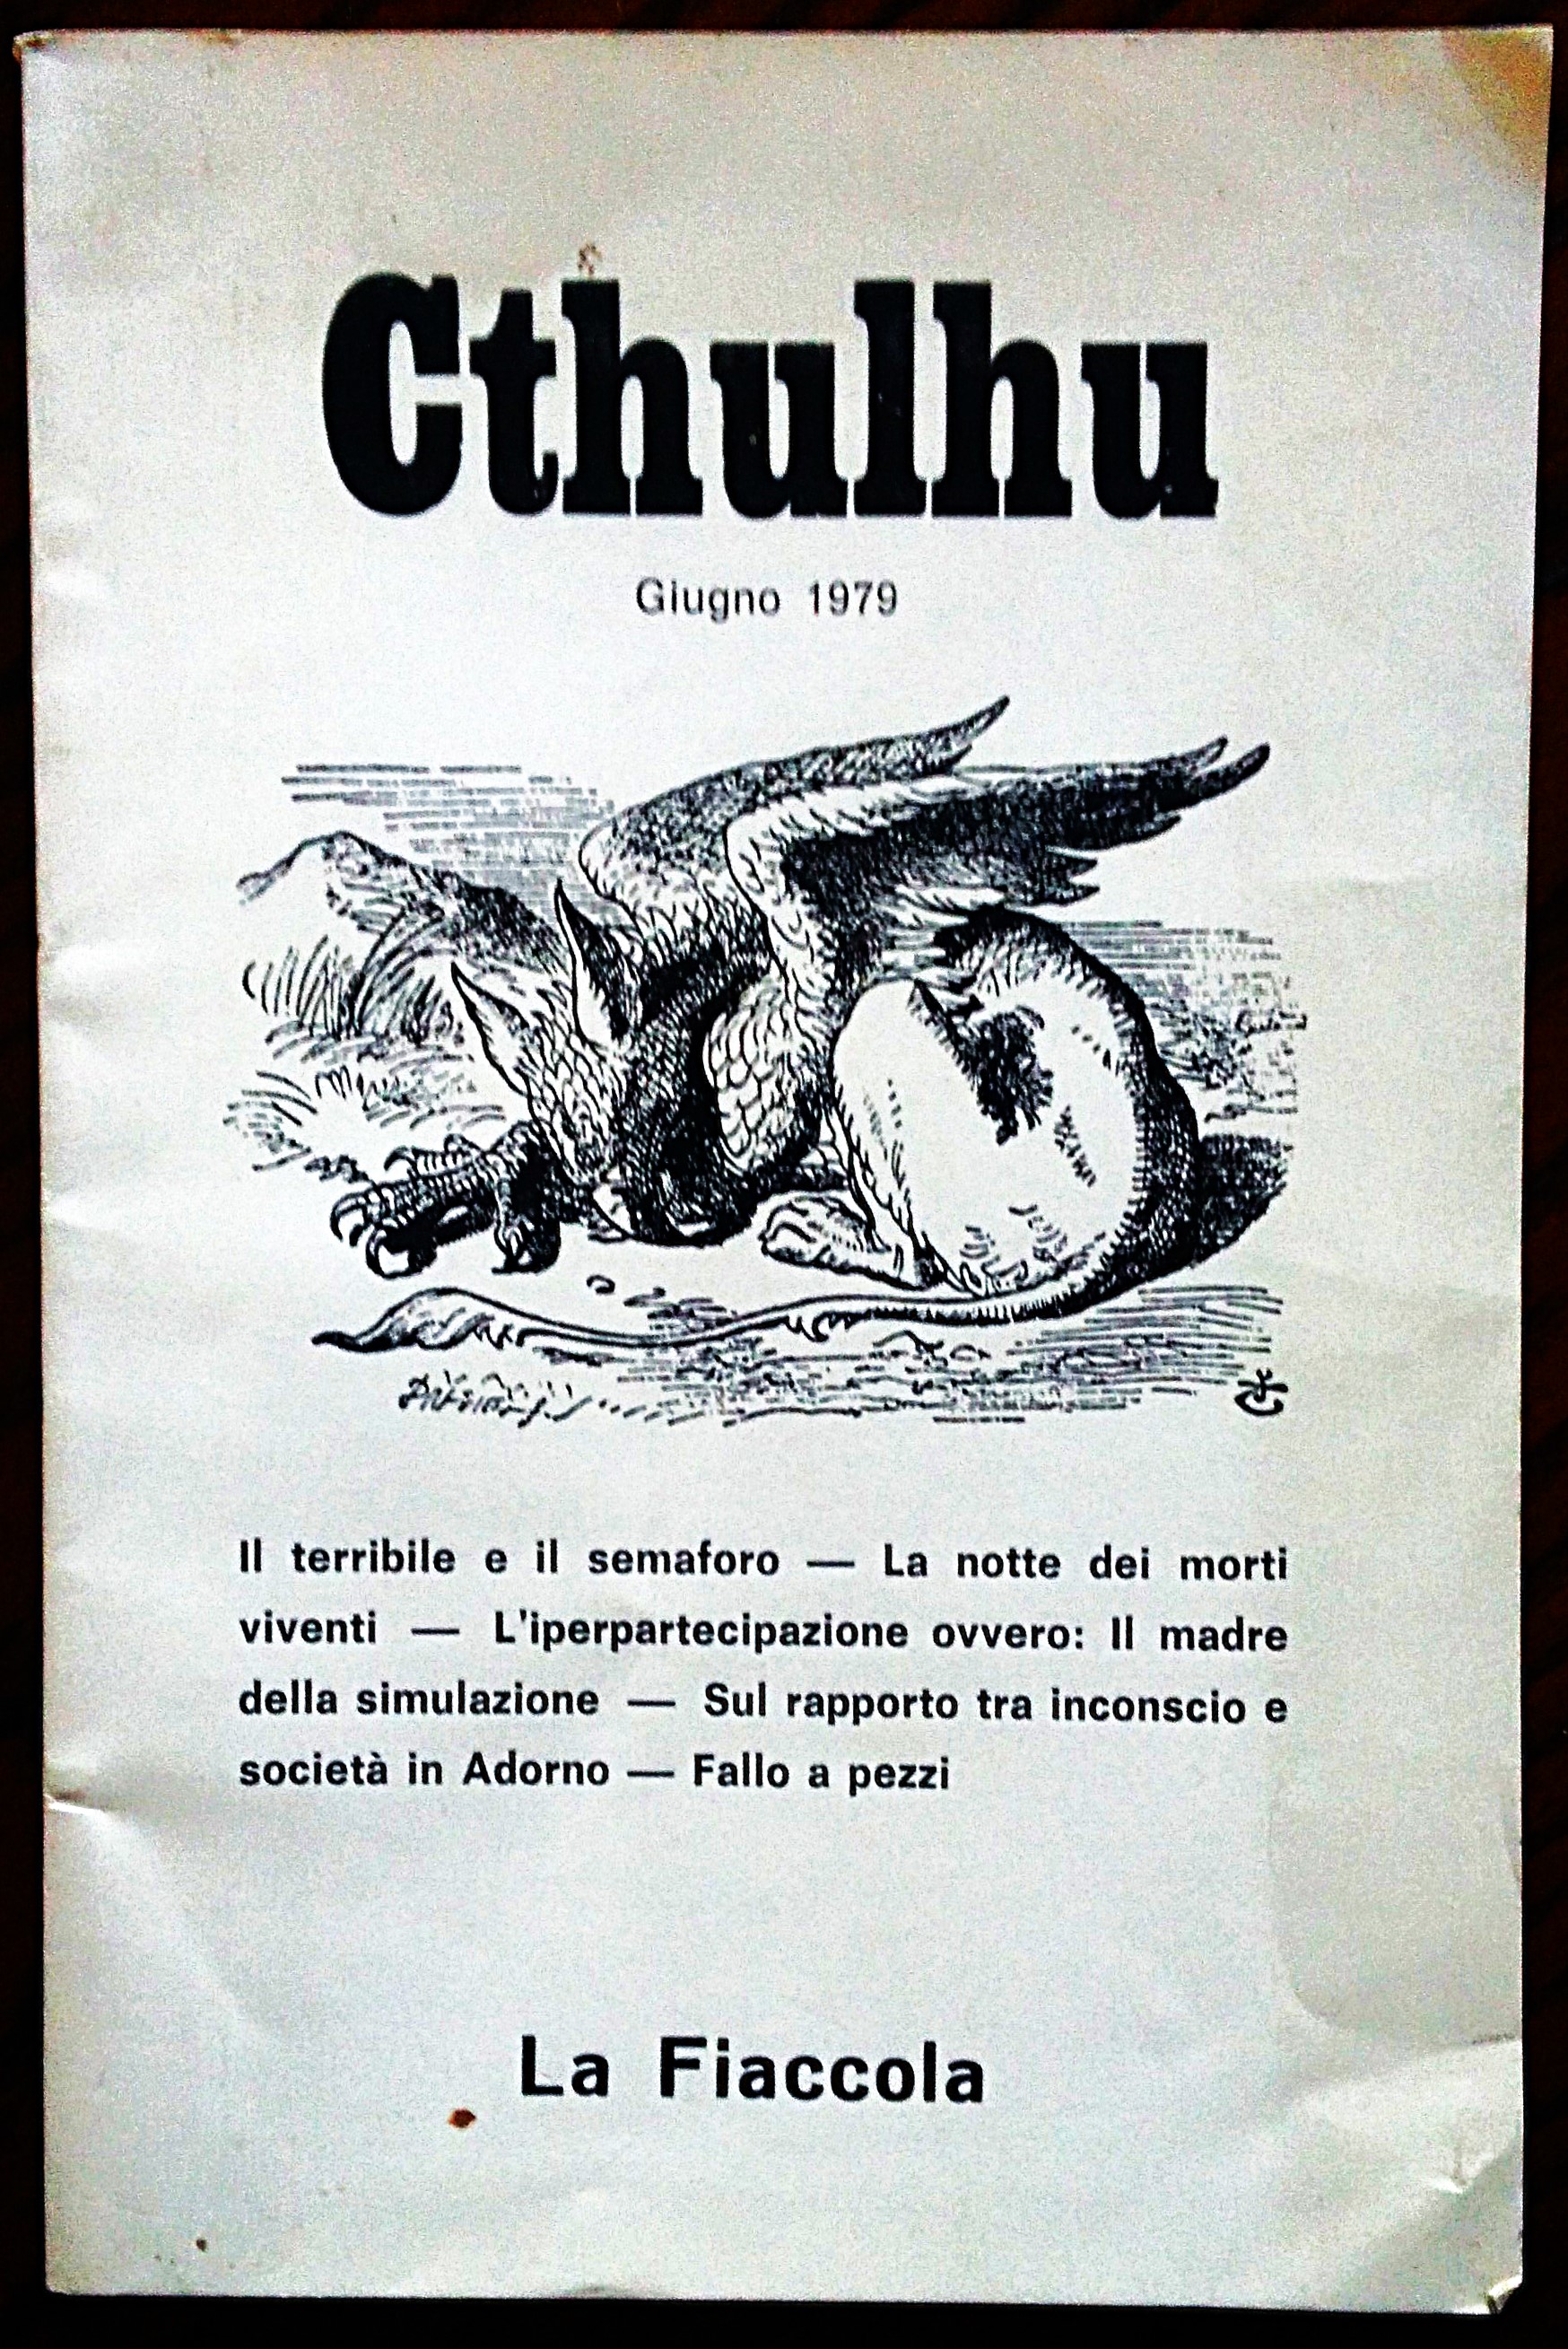 Cthulhu
Giugno 1979
Il terribile e il semaforo — La notte dei morti
viventi — L'iperpartecipazione ovvero: Il madre
della simulazione — Sul rapporto tra inconscio e
società in Adorno — Fallo a pezzi
La Fiaccola